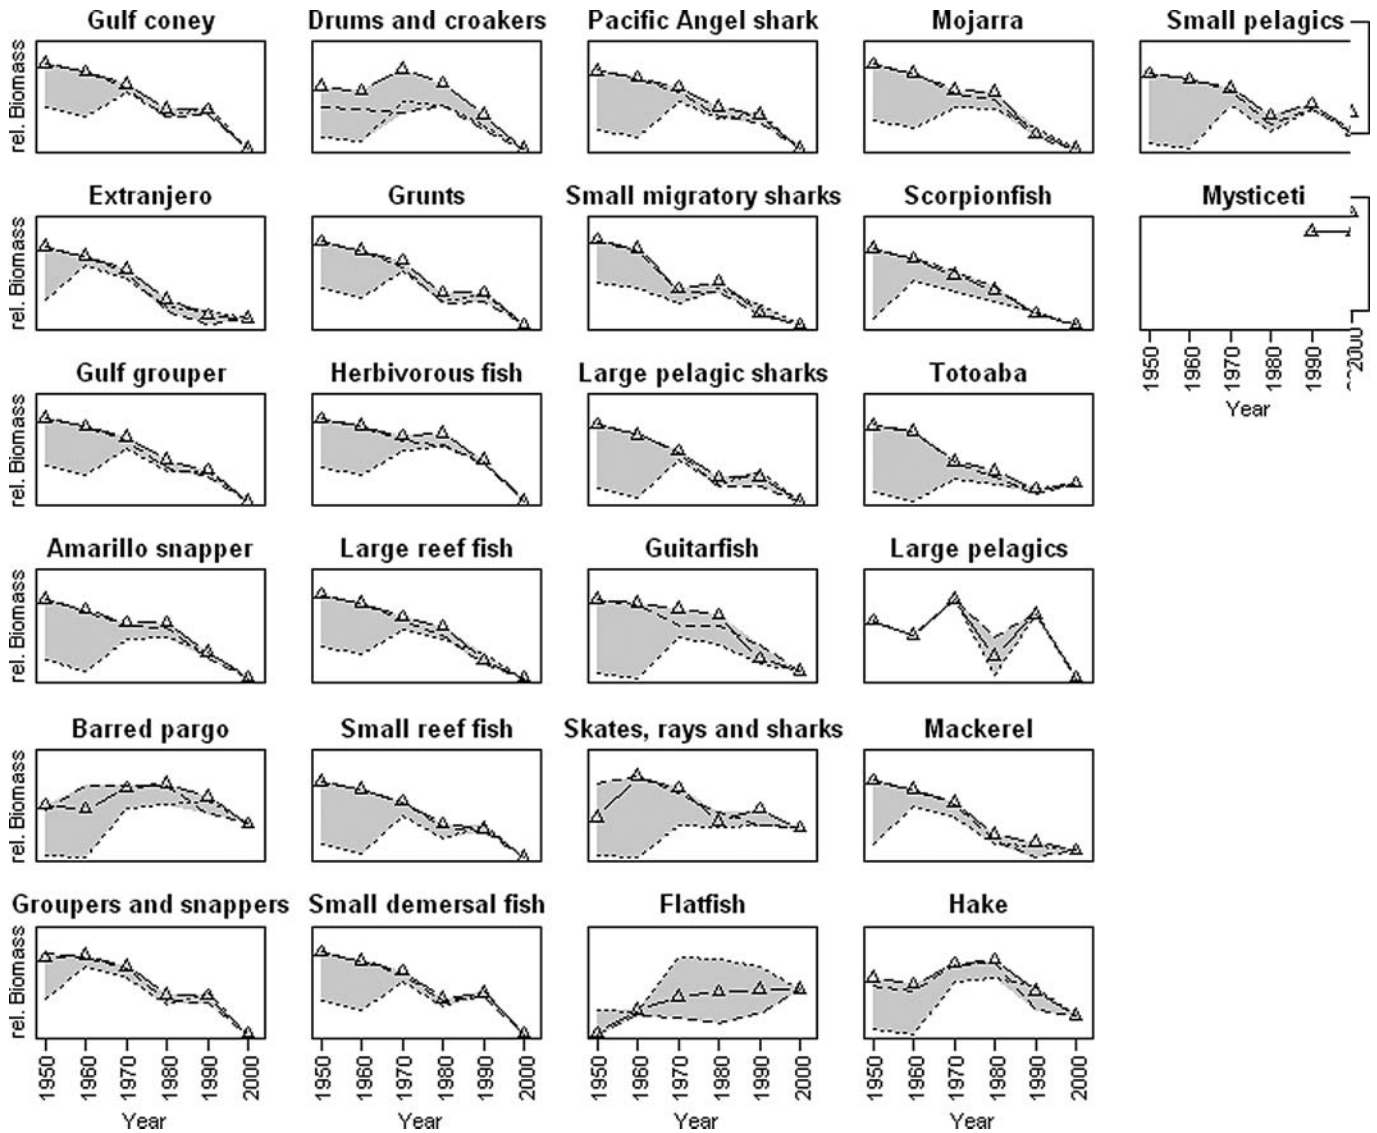 Gulf coney Drums and croakers Pacific Angel shark Mojarra Small pelagics
rel. Biomass
Extranjero Grunts Small migratory sharks Scorpionfish Mysticeti
rel. Biomass
1950 1960 1970 1980 1990 2000
Year
Gulf grouper Herbivorous fish Large pelagic sharks Totoaba
rel. Biomass
Amarillo snapper Large reef fish Guitarfish Large pelagics
rel. Biomass
Barred pargo Small reef fish Skates, rays and sharks Mackerel
rel. Biomass
Groupers and snappers Small demersal fish Flatfish Hake
rel. Biomass
1950 1960 1970 1980 1990 2000 1950 1960 1970 1980 1990 2000 1950 1960 1970 1980 1990 2000 1950 1960 1970 1980 1990 2000
Year Year Year Year